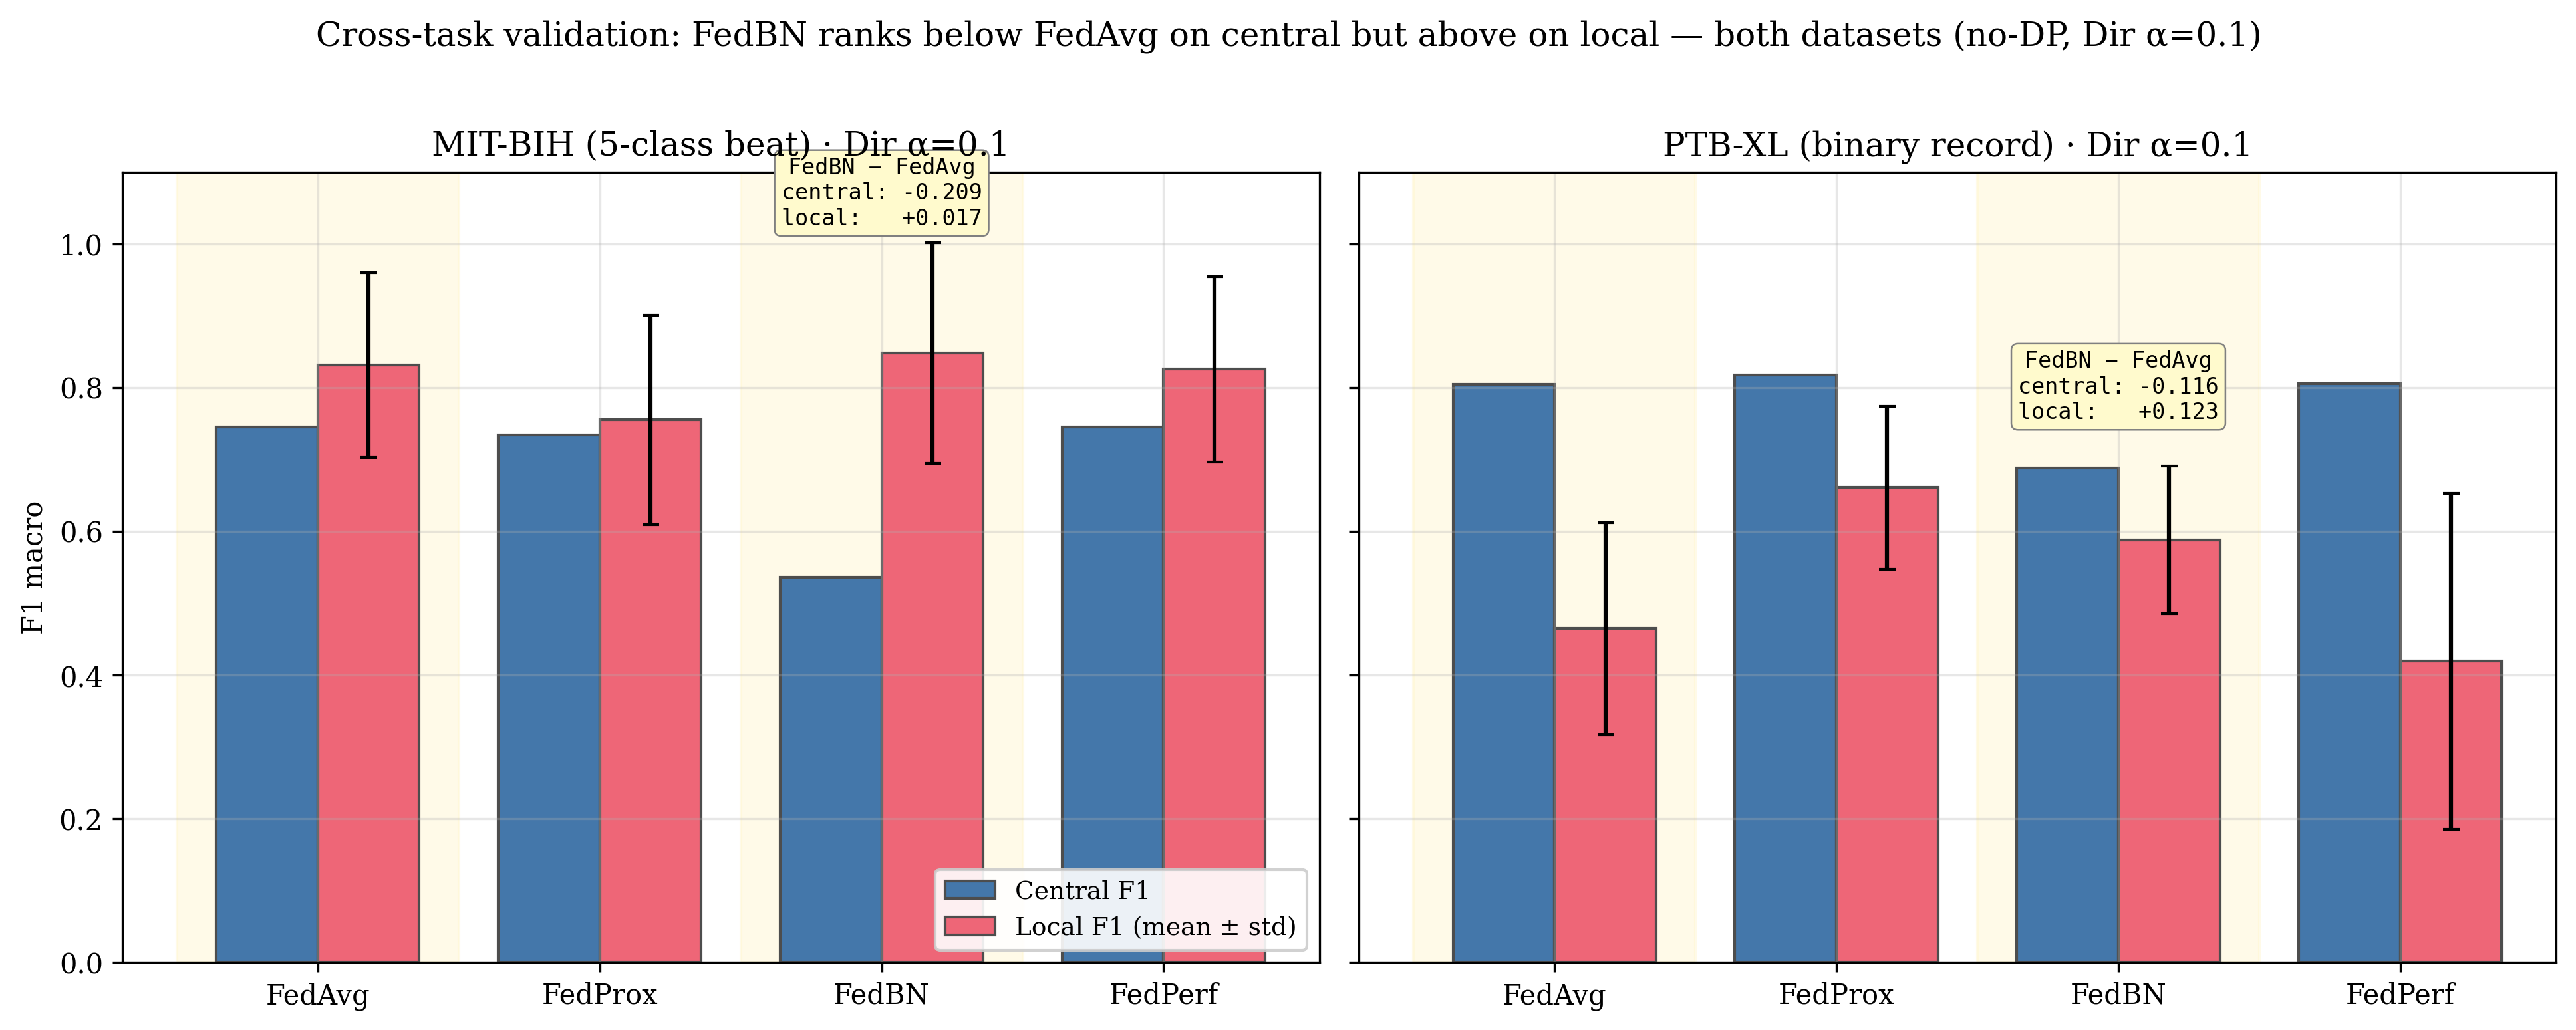 Cross-task validation: FedBN ranks below FedAvg on central but above on local — both datasets (no-DP, Dir α=0.1)
MIT-BIH (5-class beat) · Dir α=0.1
FedBN − FedAvg
central: -0.209
local:   +0.017
F1 macro
1.0
0.8
0.6
0.4
0.2
0.0
FedAvg
FedProx
FedBN
FedPerf
Central F1
Local F1 (mean ± std)
PTB-XL (binary record) · Dir α=0.1
FedBN − FedAvg
central: -0.116
local:   +0.123
FedAvg
FedProx
FedBN
FedPerf